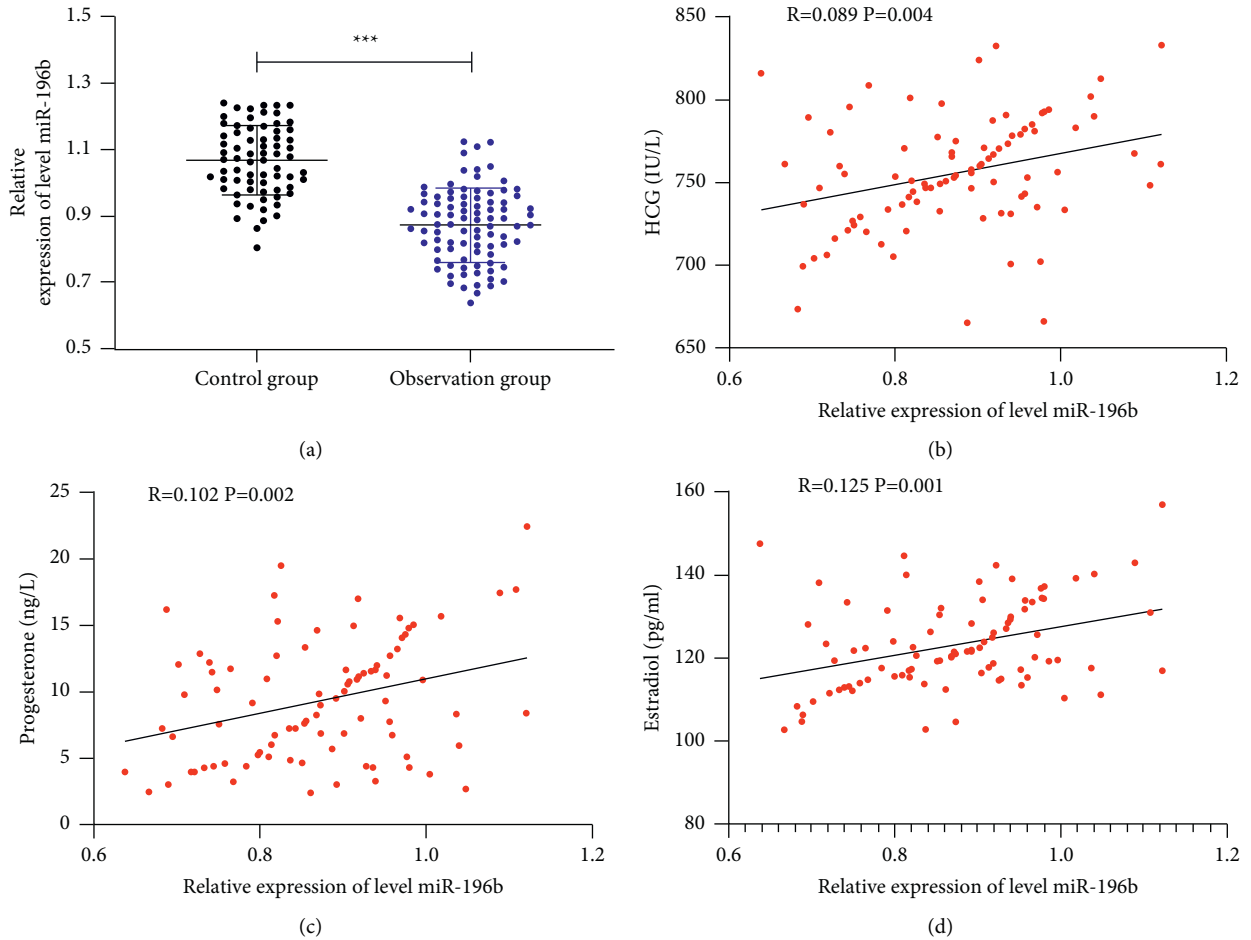 1.5
1.3
1.1
0.9
0.7
0.5
Relative
expression of level miR-196b
***
Control group
Observation group
(a)
R=0.089 P=0.004
850
800
750
700
650
HCG (IU/L)
0.6
0.8
1.0
1.2
Relative expression of level miR-196b
(b)
R=0.102 P=0.002
25
20
15
10
5
0
Progesterone (ng/L)
0.6
0.8
1.0
1.2
Relative expression of level miR-196b
(c)
R=0.125 P=0.001
160
140
120
100
80
Estradiol (pg/ml)
0.6
0.8
1.0
1.2
Relative expression of level miR-196b
(d)